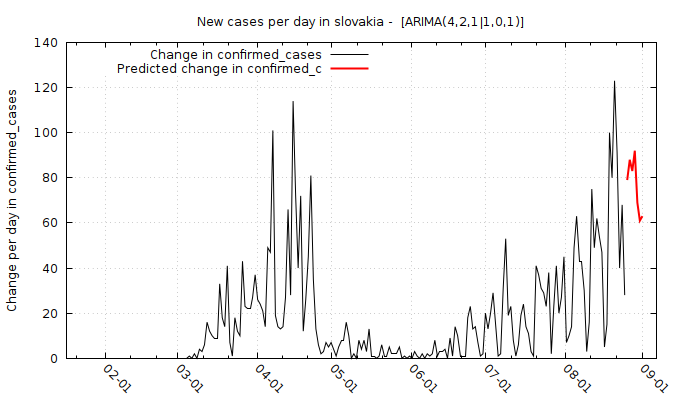 New cases per day in slovakia -  [ARIMA(4,2,1|1,0,1)]
Change in confirmed_cases
Predicted change in confirmed_c
Change per day in confirmed_cases
140
120
100
80
60
40
20
0
02-01 03-01 04-01 05-01 06-01 07-01 08-01 09-01